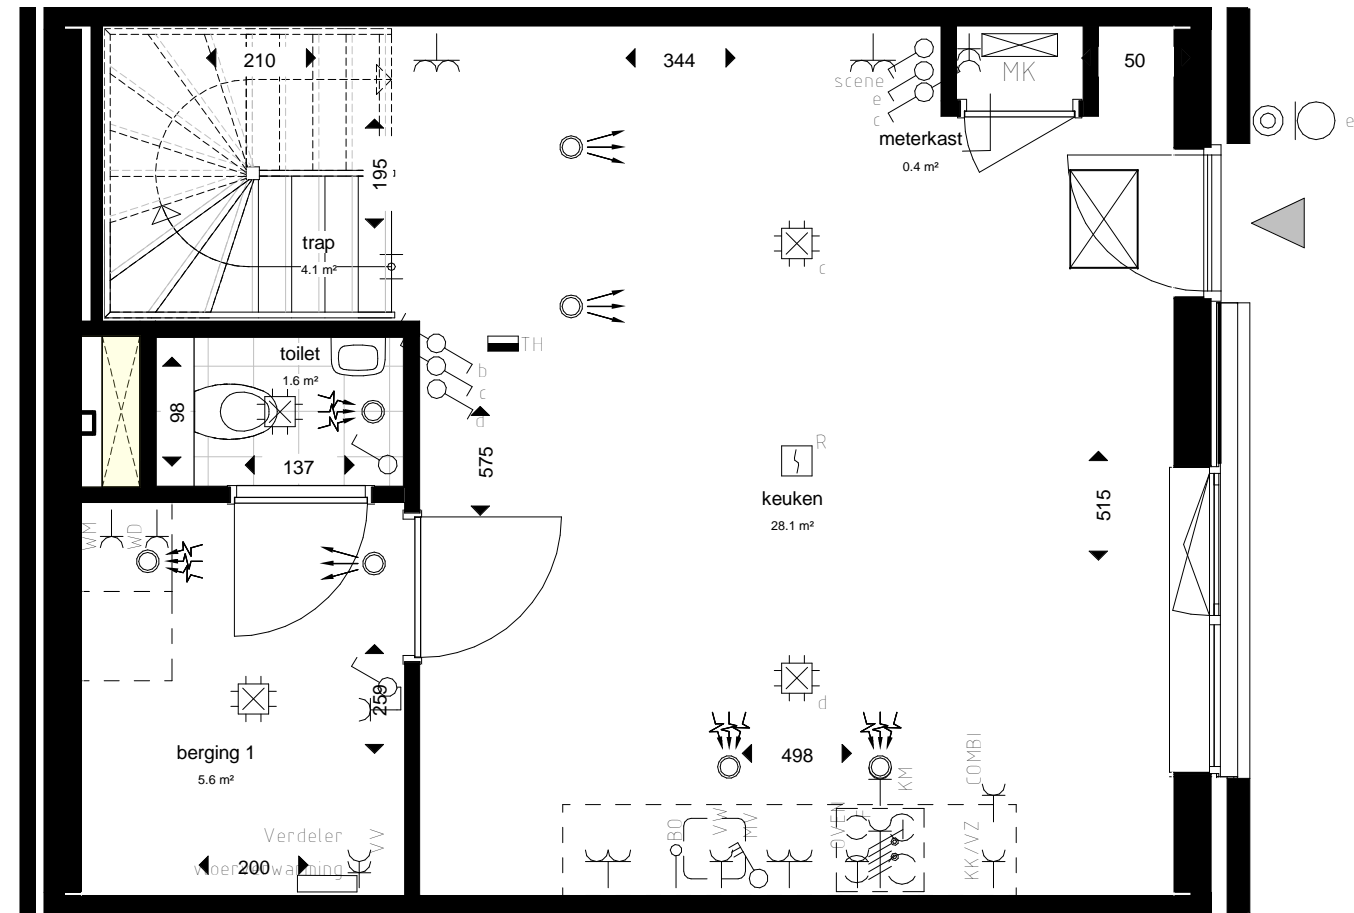 210
344
50
scene
e
c
MK
e
meterkast
0.4 m²
195
trap
4.1 m²
c
TH
toilet
1.6 m²
b
c
d
98
137
575
R
keuken
28.1 m²
515
WM
WD
259
d
berging 1
5.6 m²
498
KM
COMBI
Verdeler
vloerverwarming
VV
200
BO
VW
MV
OVEN
KK/VZ